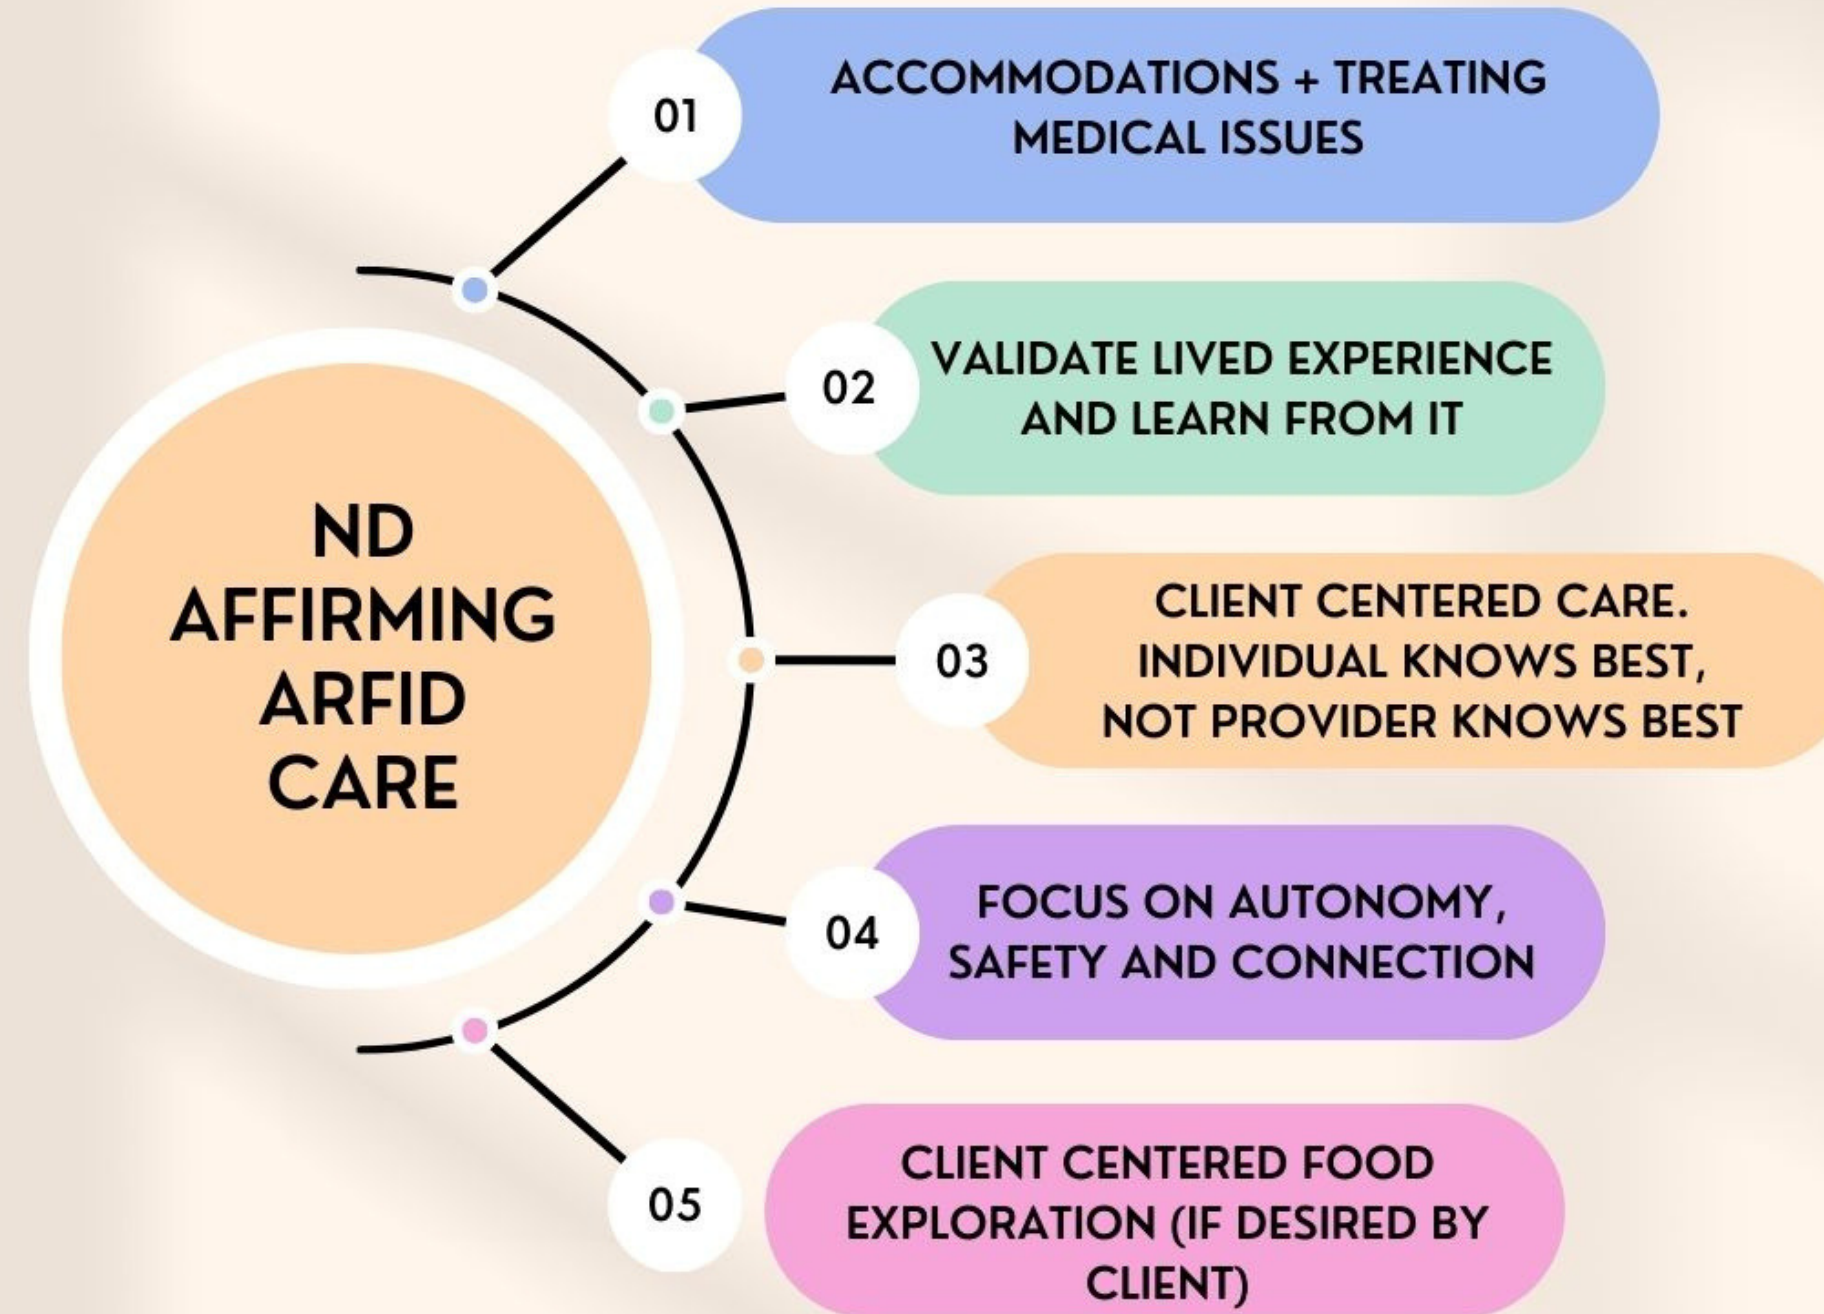 ND
AFFIRMING
ARFID
CARE
01
ACCOMMODATIONS + TREATING
MEDICAL ISSUES
02
VALIDATE LIVED EXPERIENCE
AND LEARN FROM IT
03
CLIENT CENTERED CARE.
INDIVIDUAL KNOWS BEST,
NOT PROVIDER KNOWS BEST
04
FOCUS ON AUTONOMY,
SAFETY AND CONNECTION
05
CLIENT CENTERED FOOD
EXPLORATION (IF DESIRED BY
CLIENT)